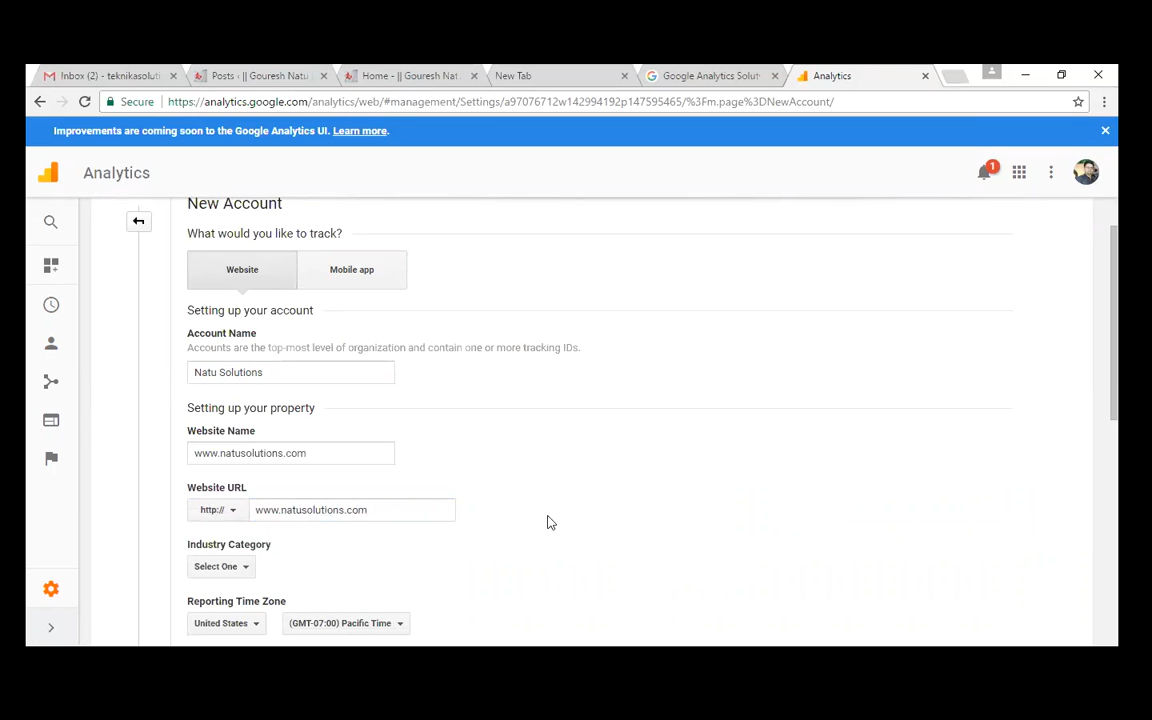 Inbox (2) - teknikasoluti
Posts ‹ || Gouresh Natu
Home - || Gouresh Nat
New Tab
Google Analytics Solut
Analytics
Secure
https://analytics.google.com/analytics/web/#management/Settings/a97076712w142994192p147595465/%3Fm.page%3DNewAccount/
Improvements are coming soon to the Google Analytics UI. Learn more.
Analytics
1
New Account
What would you like to track?
Website
Mobile app
Setting up your account
Account Name
Accounts are the top-most level of organization and contain one or more tracking IDs.
Natu Solutions
Setting up your property
Website Name
www.natusolutions.com
Website URL
http://
www.natusolutions.com
Industry Category
Select One
Reporting Time Zone
United States
(GMT-07:00) Pacific Time